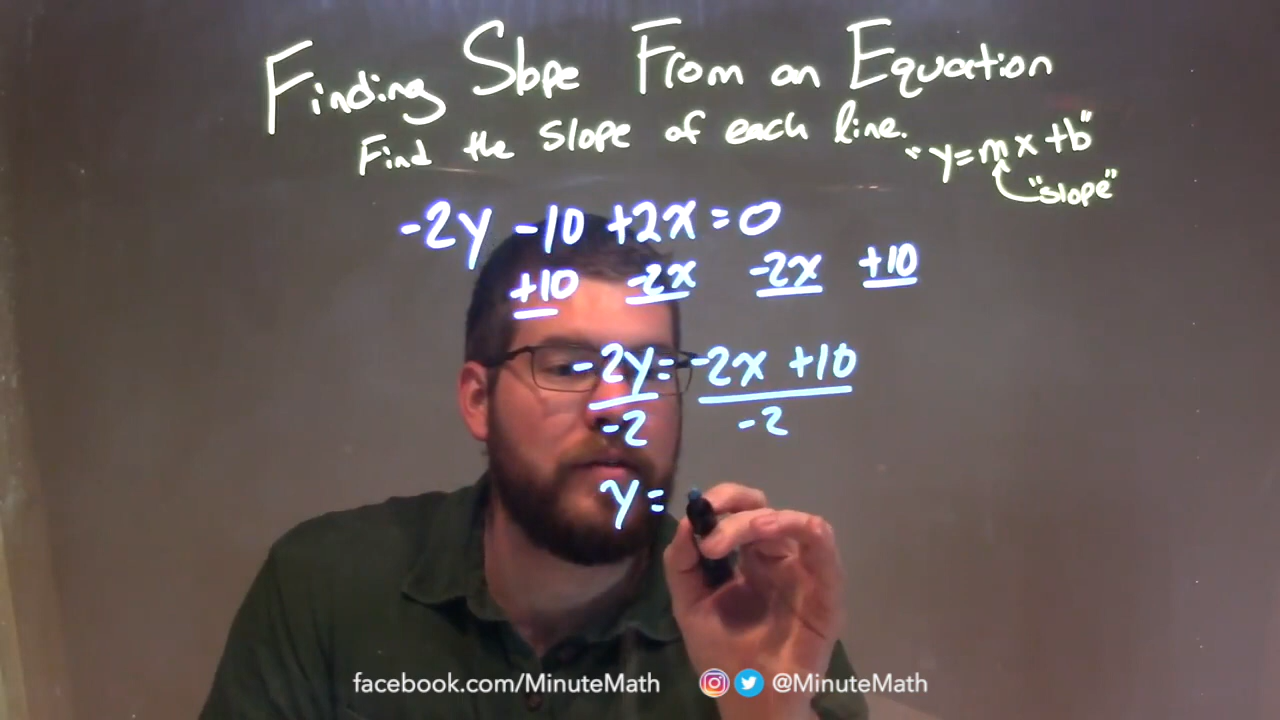 Finding Slope From an Equation
Find the slope of each line.
"y=mx+b"
"slope"
-2y -10 +2x = 0
+10 -2x -2x +10
-2y = -2x +10
-2 -2
y =
facebook.com/MinuteMath @MinuteMath